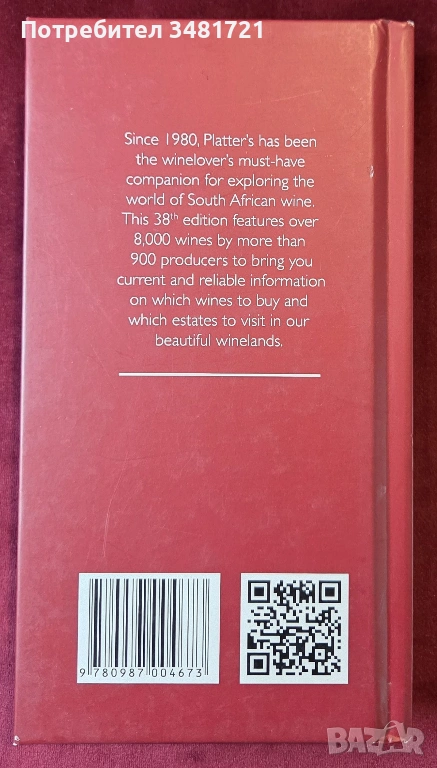 Потребител 3481721
Since 1980, Platter's has been
the winelover's must-have
companion for exploring the
world of South African wine.
This 38th edition features over
8,000 wines by more than
900 producers to bring you
current and reliable information
on which wines to buy and
which estates to visit in our
beautiful winelands.
9 780987 004673
BAZAR